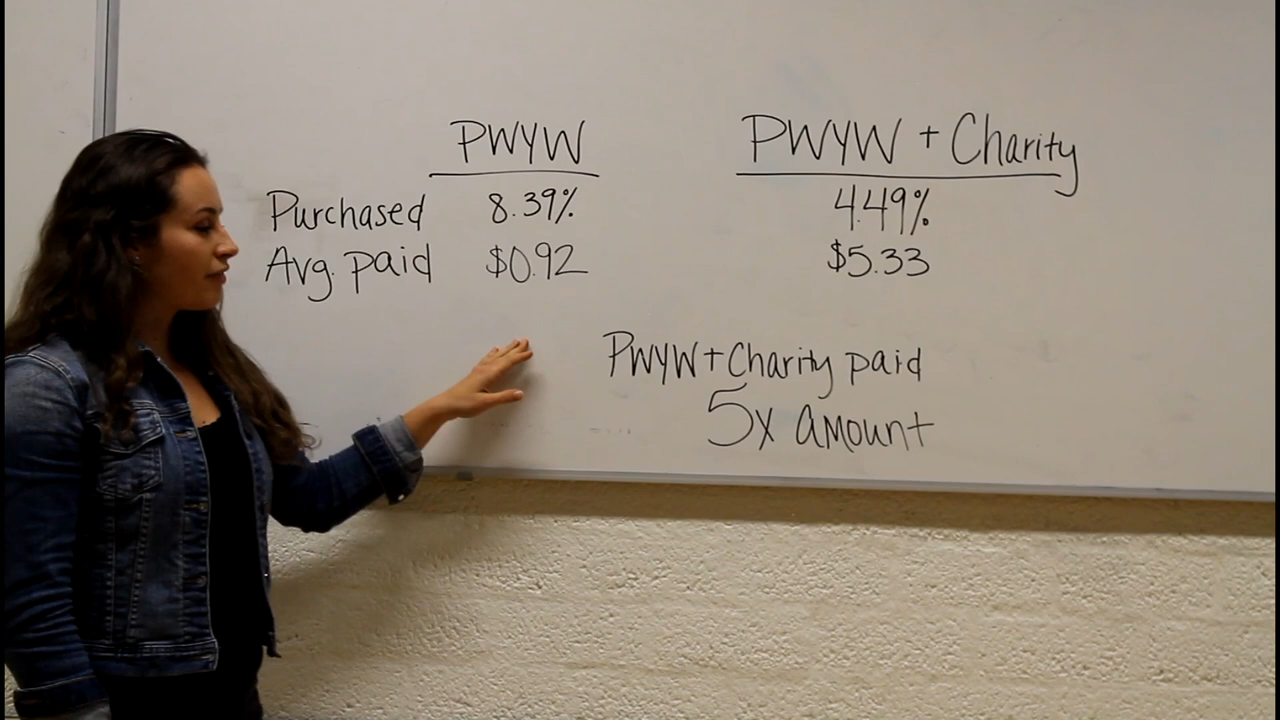 PWYW PWYW + Charity
Purchased 8.39% 4.49%
Avg. paid $0.92 $5.33
PWYW + Charity paid
5x amount